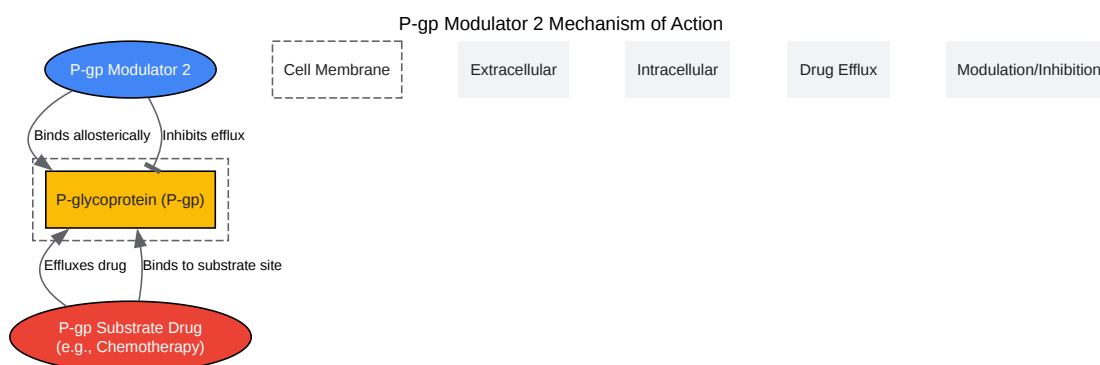 P-gp Modulator 2 Mechanism of Action
P-gp Modulator 2
Cell Membrane
Extracellular
Intracellular
Drug Efflux
Modulation/Inhibition
Binds allosterically
Inhibits efflux
P-glycoprotein (P-gp)
Effluxes drug
Binds to substrate site
P-gp Substrate Drug
(e.g., Chemotherapy)